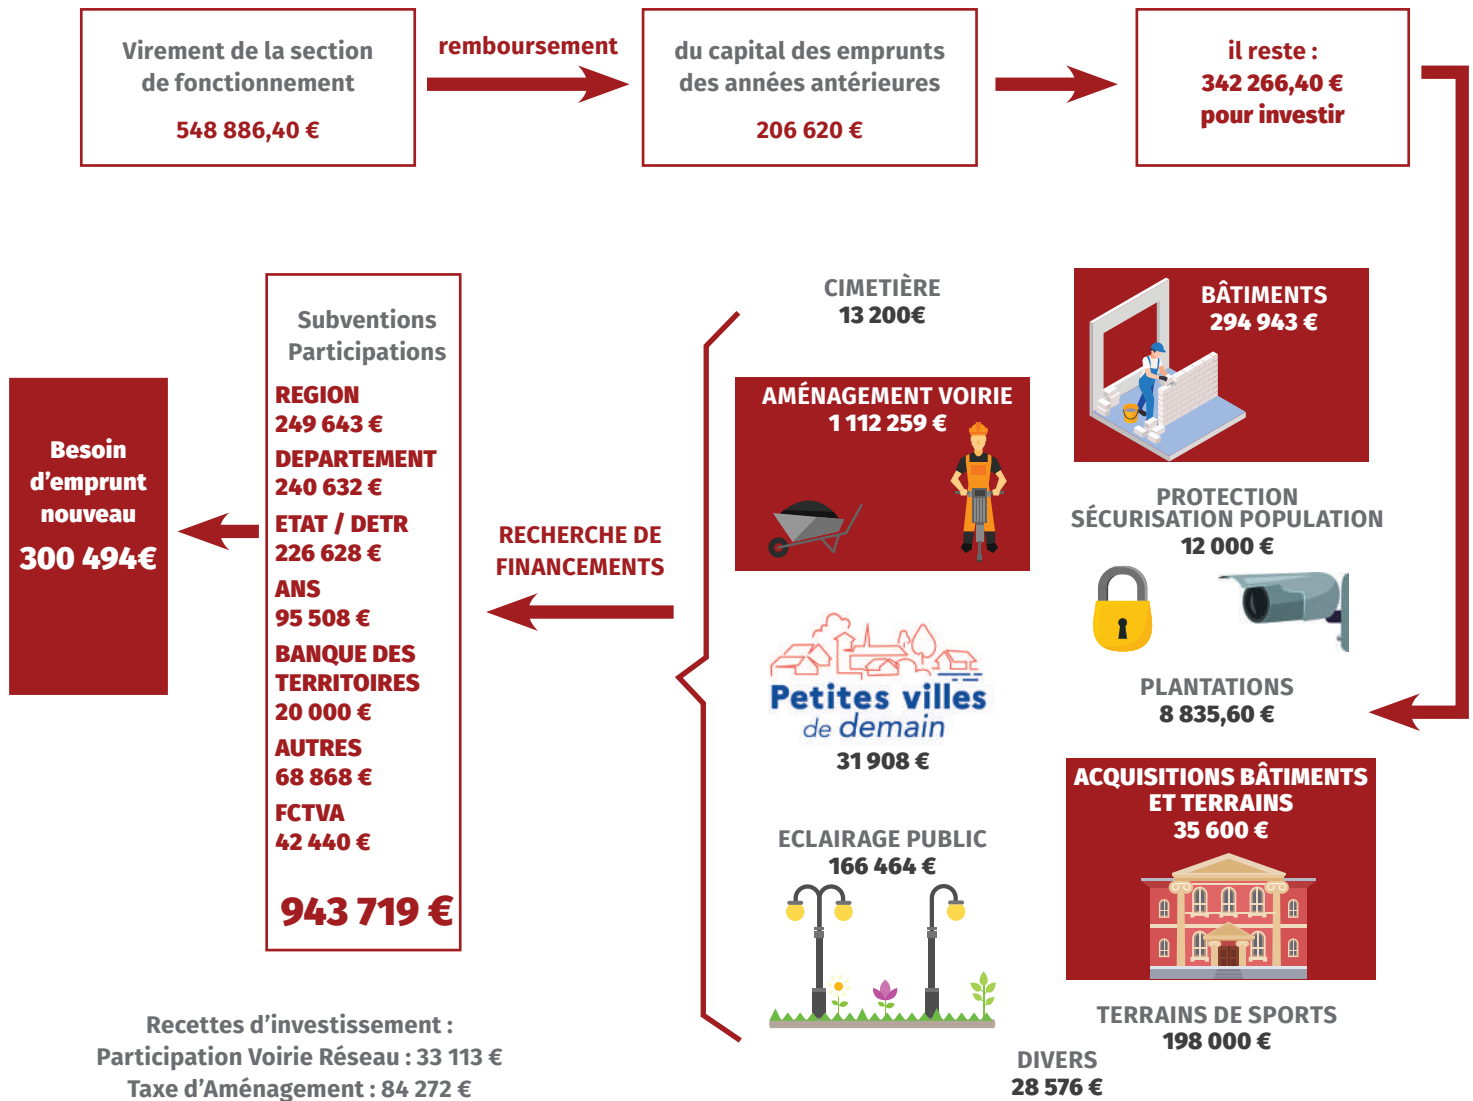 Virement de la section
de fonctionnement
548 886,40 €
remboursement
du capital des emprunts
des années antérieures
206 620 €
il reste :
342 266,40 €
pour investir
CIMETIÈRE
13 200€
BÂTIMENTS
294 943 €
AMÉNAGEMENT VOIRIE
1 112 259 €
PROTECTION
SÉCURISATION POPULATION
12 000 €
Petites villes
de demain
31 908 €
PLANTATIONS
8 835,60 €
ACQUISITIONS BÂTIMENTS
ET TERRAINS
35 600 €
ECLAIRAGE PUBLIC
166 464 €
TERRAINS DE SPORTS
198 000 €
DIVERS
28 576 €
RECHERCHE DE
FINANCEMENTS
Subventions
Participations
REGION
249 643 €
DEPARTEMENT
240 632 €
ETAT / DETR
226 628 €
ANS
95 508 €
BANQUE DES
TERRITOIRES
20 000 €
AUTRES
68 868 €
FCTVA
42 440 €
943 719 €
Besoin
d'emprunt
nouveau
300 494€
Recettes d'investissement :
Participation Voirie Réseau : 33 113 €
Taxe d'Aménagement : 84 272 €